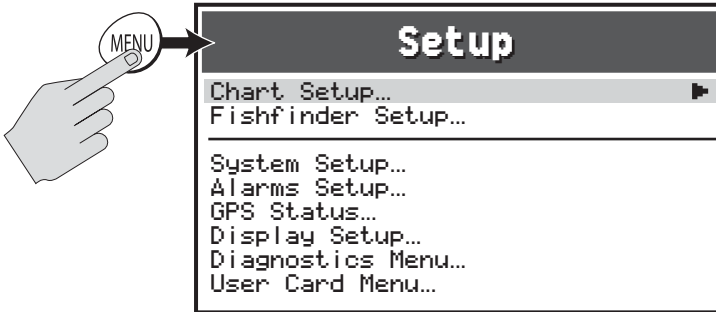 MENU
Setup
Chart Setup…
Fishfinder Setup…
System Setup…
Alarms Setup…
GPS Status…
Display Setup…
Diagnostics Menu…
User Card Menu…